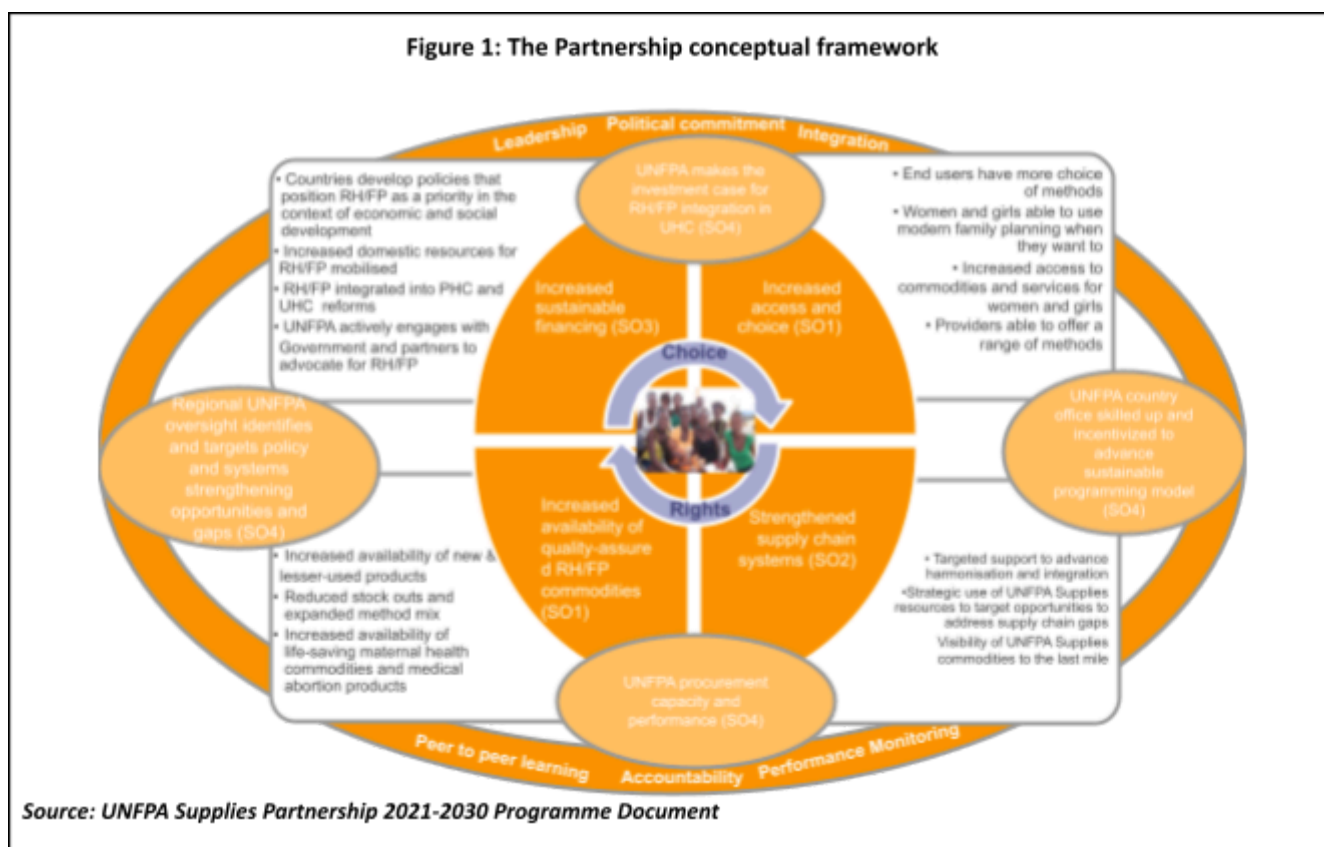 Figure 1: The Partnership conceptual framework
Leadership
Political commitment
Integration
UNFPA makes the
investment case for
RH/FP integration in
UHC (SO4)
• Countries develop policies that
position RH/FP as a priority in the
context of economic and social
development
• Increased domestic resources for
RH/FP mobilised
• RH/FP integrated into PHC and
UHC reforms
• UNFPA actively engages with
Government and partners to
advocate for RH/FP
• End users have more choice
of methods
• Women and girls able to use
modern family planning when
they want to
• Increased access to
commodities and services for
women and girls
• Providers able to offer a
range of methods
Increased
sustainable
financing (SO3)
Increased
access and
choice (SO1)
Choice
Rights
Regional UNFPA
oversight identifies
and targets policy
and systems
strengthening
opportunities and
gaps (SO4)
UNFPA country
office skilled up and
incentivized to
advance
sustainable
programming model
(SO4)
Increased
availability of
quality-assure
d RH/FP
commodities
(SO1)
Strengthened
supply chain
systems (SO2)
• Increased availability of new &
lesser-used products
• Reduced stock outs and
expanded method mix
• Increased availability of
life-saving maternal health
commodities and medical
abortion products
• Targeted support to advance
harmonisation and integration
•Strategic use of UNFPA Supplies
resources to target opportunities to
address supply chain gaps
Visibility of UNFPA Supplies
commodities to the last mile
UNFPA procurement
capacity and
performance (SO4)
Peer to peer learning
Accountability
Performance Monitoring
Source: UNFPA Supplies Partnership 2021-2030 Programme Document